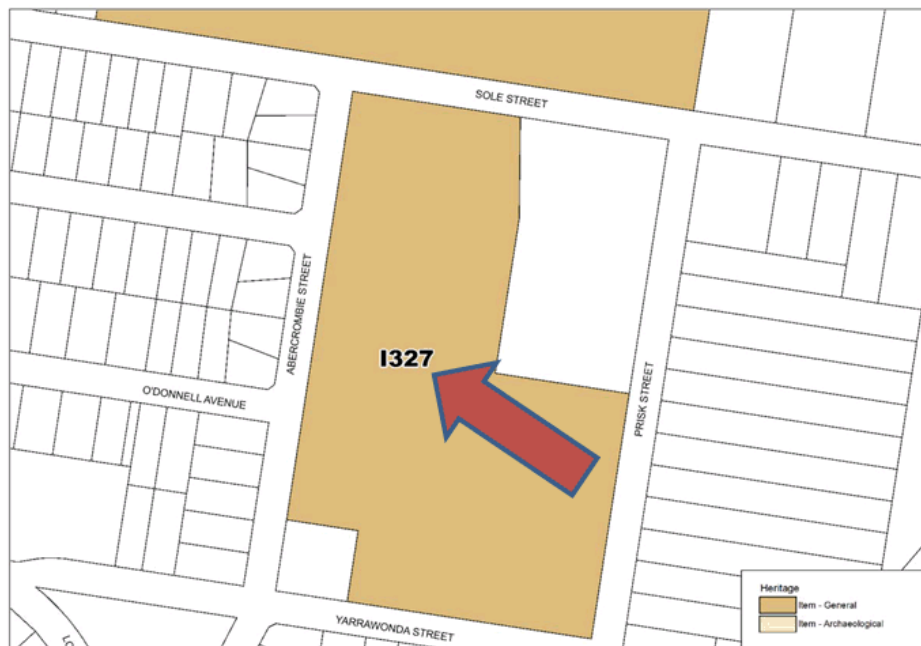 SOLE STREET
ABERCROMBIE STREET
I327
O'DONNELL AVENUE
PRISK STREET
YARRAWONDA STREET
Heritage
Item - General
Item - Archaeological